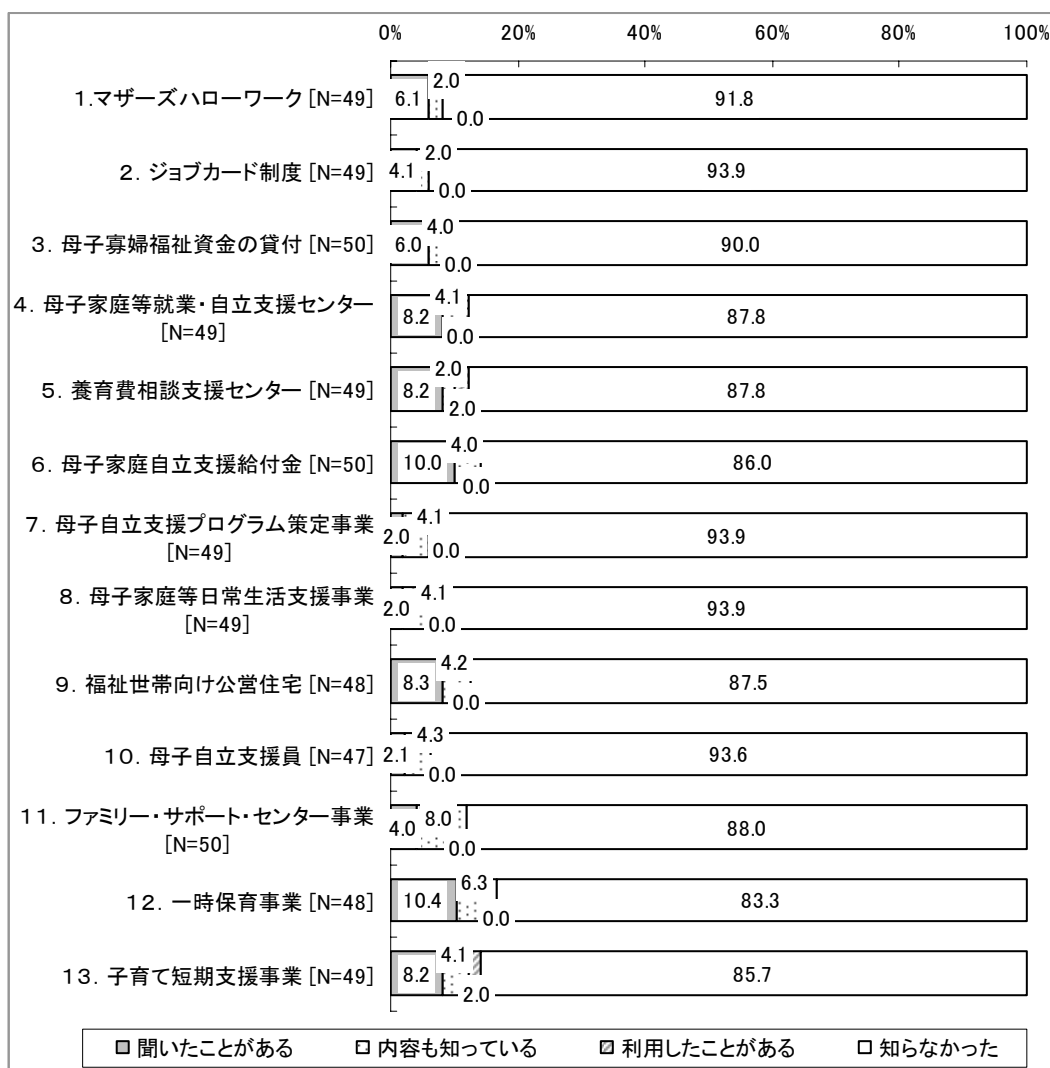 0% 20% 40% 60% 80% 100%
1.マザーズハローワーク [N=49] 6.1 2.0 0.0 91.8
2. ジョブカード制度 [N=49] 4.1 2.0 0.0 93.9
3. 母子寡婦福祉資金の貸付 [N=50] 6.0 4.0 0.0 90.0
4. 母子家庭等就業・自立支援センター
[N=49] 8.2 4.1 0.0 87.8
5. 養育費相談支援センター [N=49] 8.2 2.0 2.0 87.8
6. 母子家庭自立支援給付金 [N=50] 10.0 4.0 0.0 86.0
7. 母子自立支援プログラム策定事業
[N=49] 2.0 4.1 0.0 93.9
8. 母子家庭等日常生活支援事業
[N=49] 2.0 4.1 0.0 93.9
9. 福祉世帯向け公営住宅 [N=48] 8.3 4.2 0.0 87.5
10. 母子自立支援員 [N=47] 2.1 4.3 0.0 93.6
11. ファミリー・サポート・センター事業
[N=50] 4.0 8.0 0.0 88.0
12. 一時保育事業 [N=48] 10.4 6.3 0.0 83.3
13. 子育て短期支援事業 [N=49] 8.2 4.1 2.0 85.7
聞いたことがある 内容も知っている 利用したことがある 知らなかった